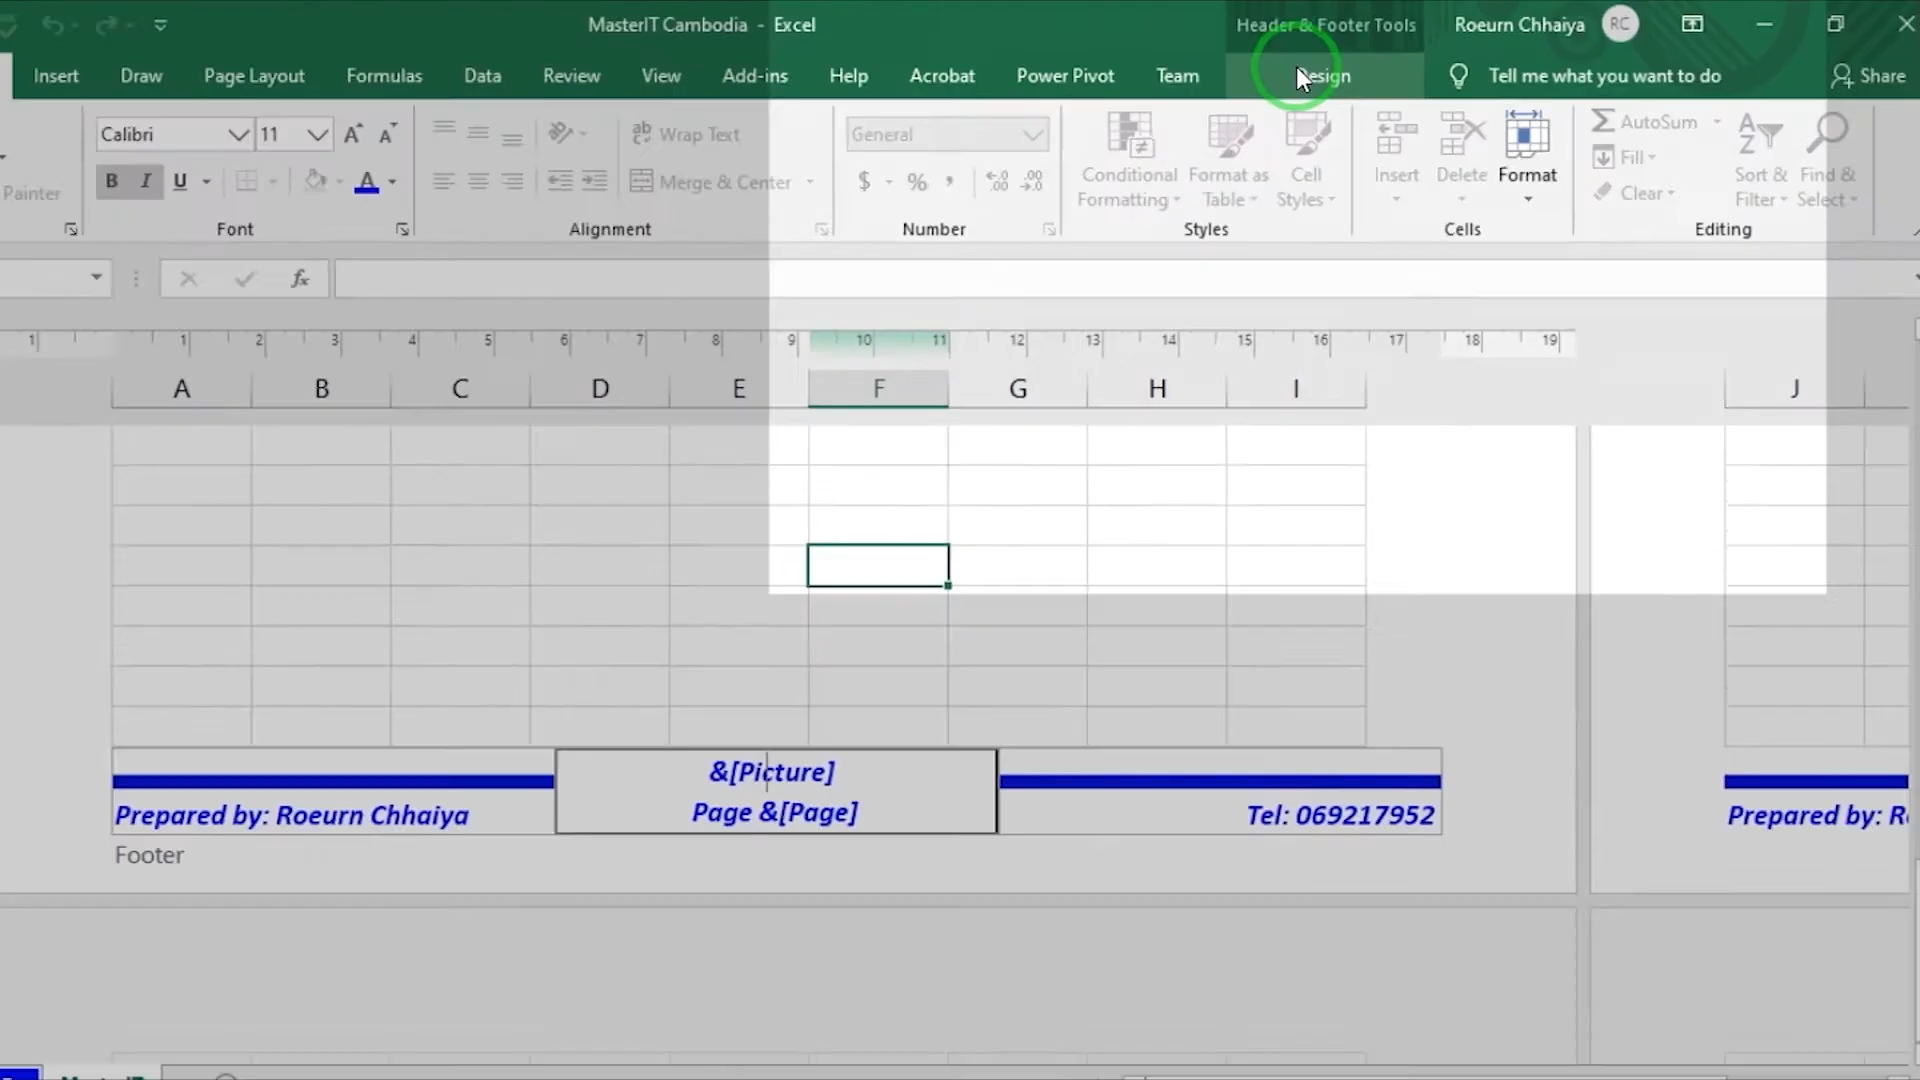 MasterIT Cambodia - Excel
Header & Footer Tools
Roeurn Chhaiya RC
Insert Draw Page Layout Formulas Data Review View Add-ins Help Acrobat Power Pivot Team Design Tell me what you want to do Share
Painter
Calibri 11
B I U A
Font
Wrap Text
Merge & Center
Alignment
General
$ % ,
Number
Conditional Formatting
Format as Table
Cell Styles
Styles
Insert Delete Format
Cells
AutoSum
Fill
Clear
Sort & Filter
Find & Select
Editing
fx
1 1 2 3 4 5 6 7 8 9 10 11 12 13 14 15 16 17 18 19
A B C D E F G H I J
&[Picture]
Page &[Page]
Prepared by: Roeurn Chhaiya
Tel: 069217952
Prepared by:
Footer